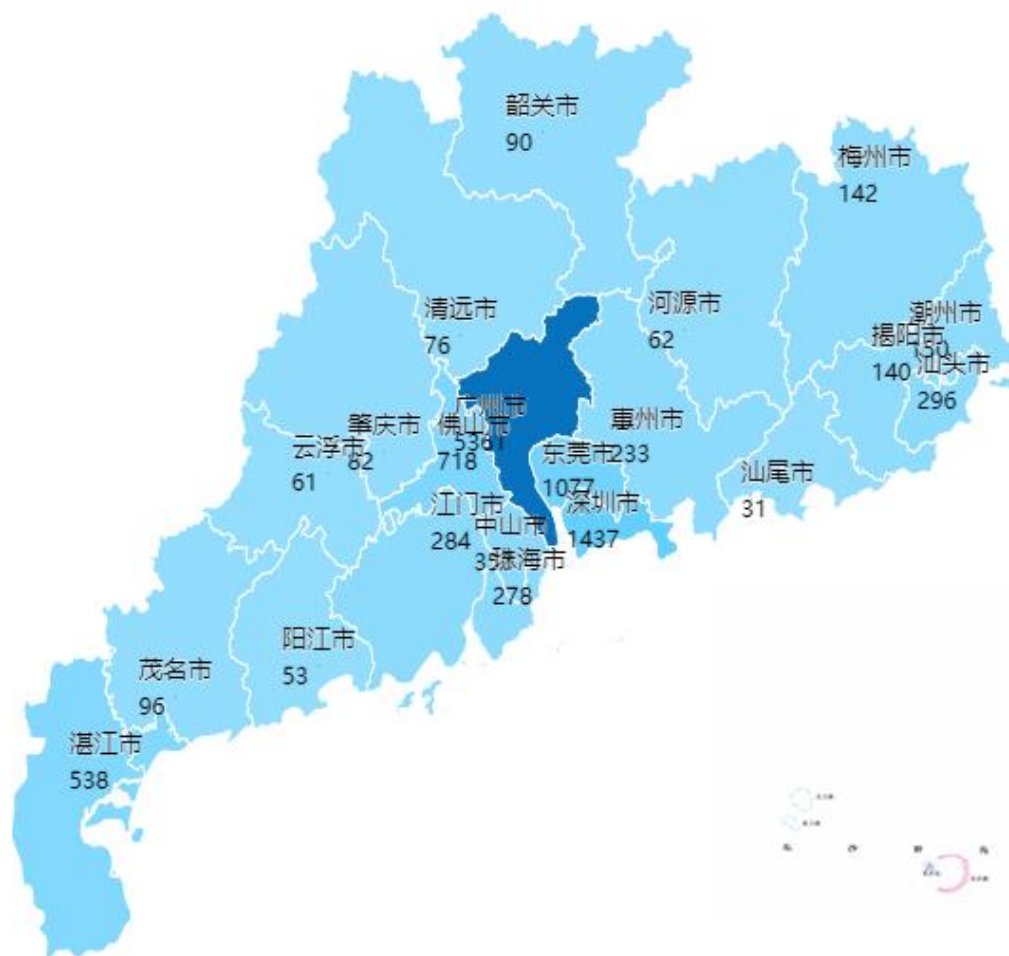 韶关市
90
梅州市
142
清远市
76
河源市
62
潮州市
150
揭阳市
140
汕头市
296
广州市
5361
佛山市
718
肇庆市
82
云浮市
61
惠州市
233
东莞市
1077
汕尾市
31
深圳市
1437
江门市
284
中山市
珠海市
278
阳江市
53
茂名市
96
湛江市
538